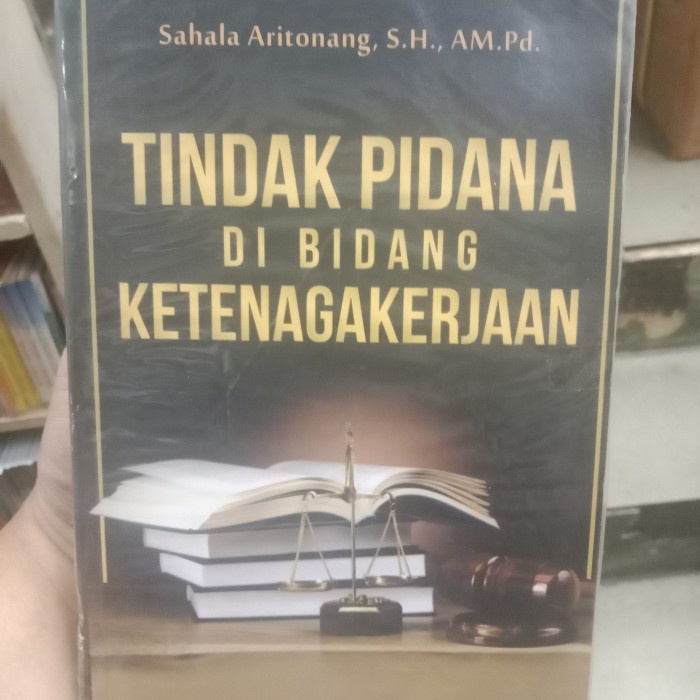 Sahala Aritonang, S.H., AM.Pd.
TINDAK PIDANA
DI BIDANG
KETENAGAKERJAAN